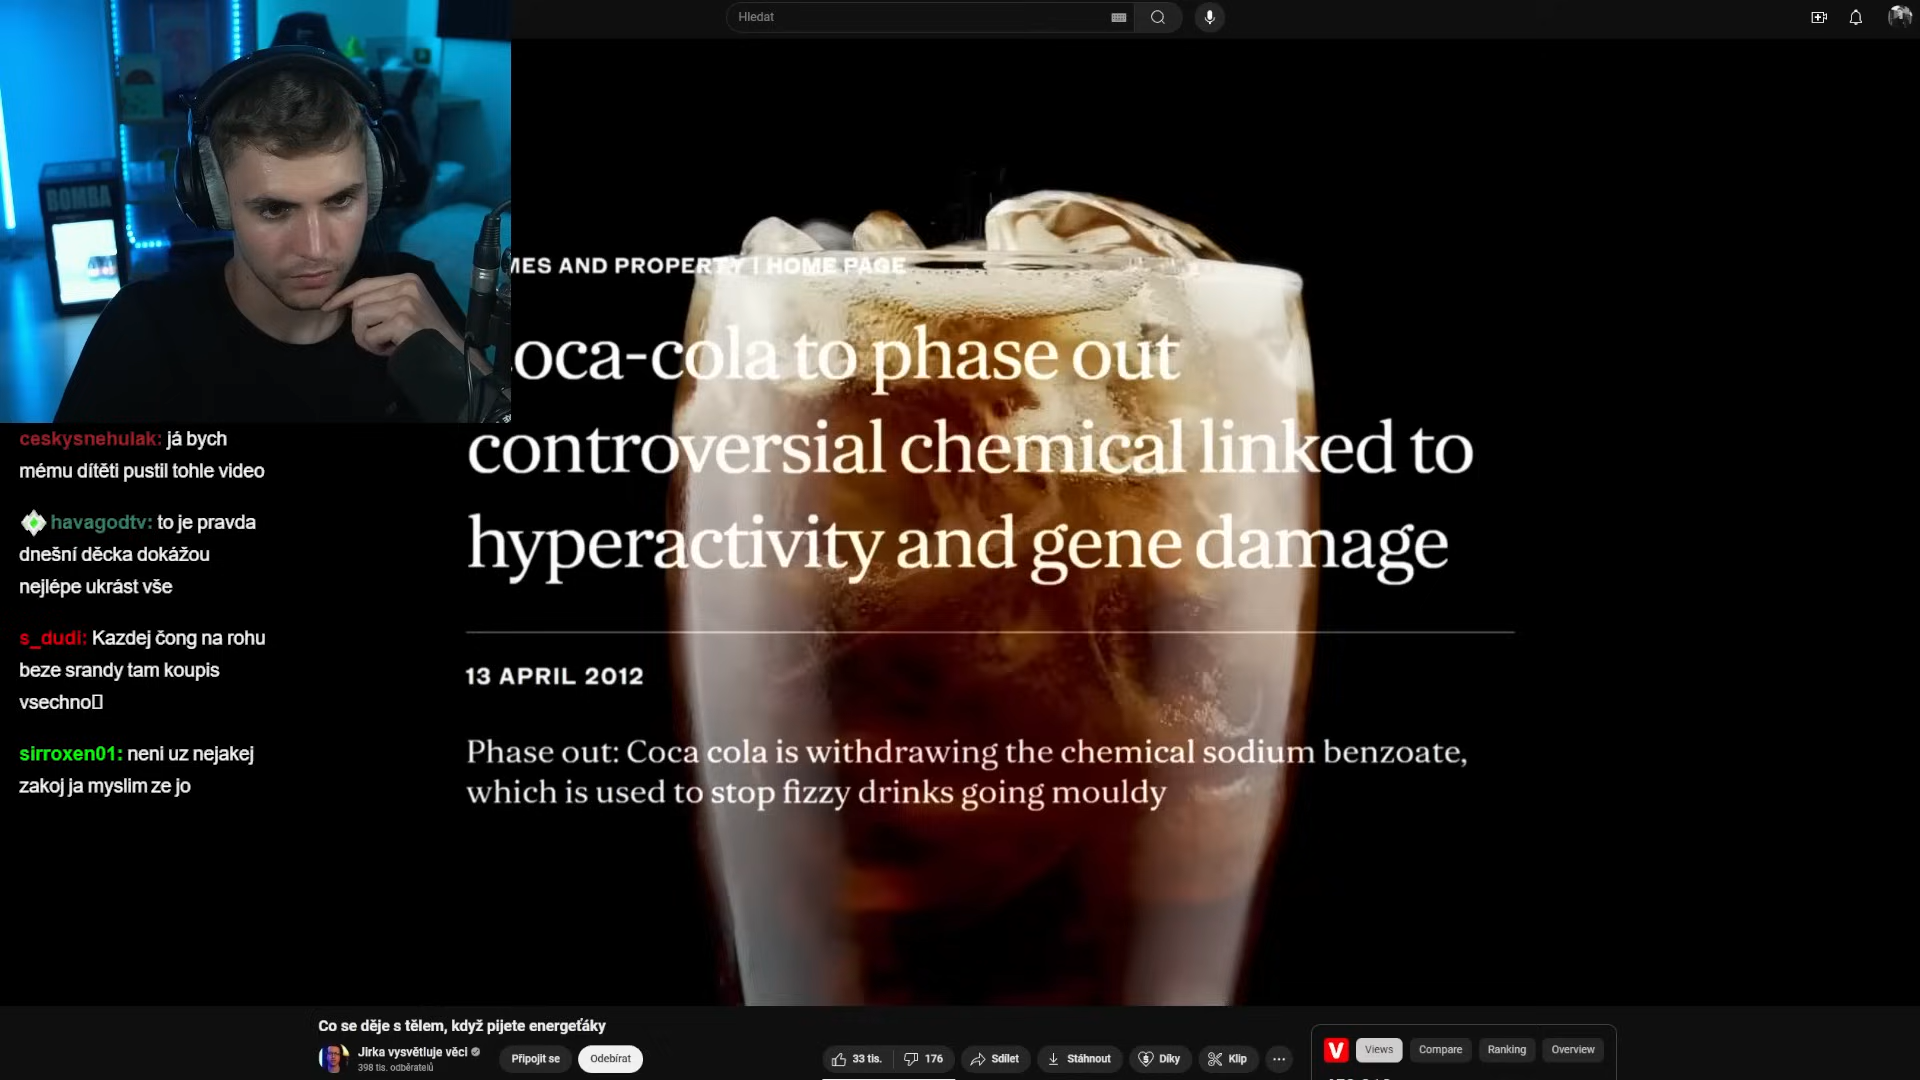 Hledat
BOMBA
MES AND PROPERTY | HOME PAGE
oca-cola to phase out
controversial chemical linked to
hyperactivity and gene damage
13 APRIL 2012
Phase out: Coca cola is withdrawing the chemical sodium benzoate,
which is used to stop fizzy drinks going mouldy
ceskysnehulak: já bych
mému dítěti pustil tohle video
havagodtv: to je pravda
dnešní děcka dokážou
nejlépe ukrást vše
s_dudi: Kazdej čong na rohu
beze srandy tam koupis
vsechno
sirroxen01: neni uz nejakej
zakoj ja myslim ze jo
Co se děje s tělem, když pijete energeťáky
Jirka vysvětluje věci
398 tis. odběratelů
Připojit se
Odebírat
33 tis.
176
Sdílet
Stáhnout
Díky
Klip
Views
Compare
Ranking
Overview